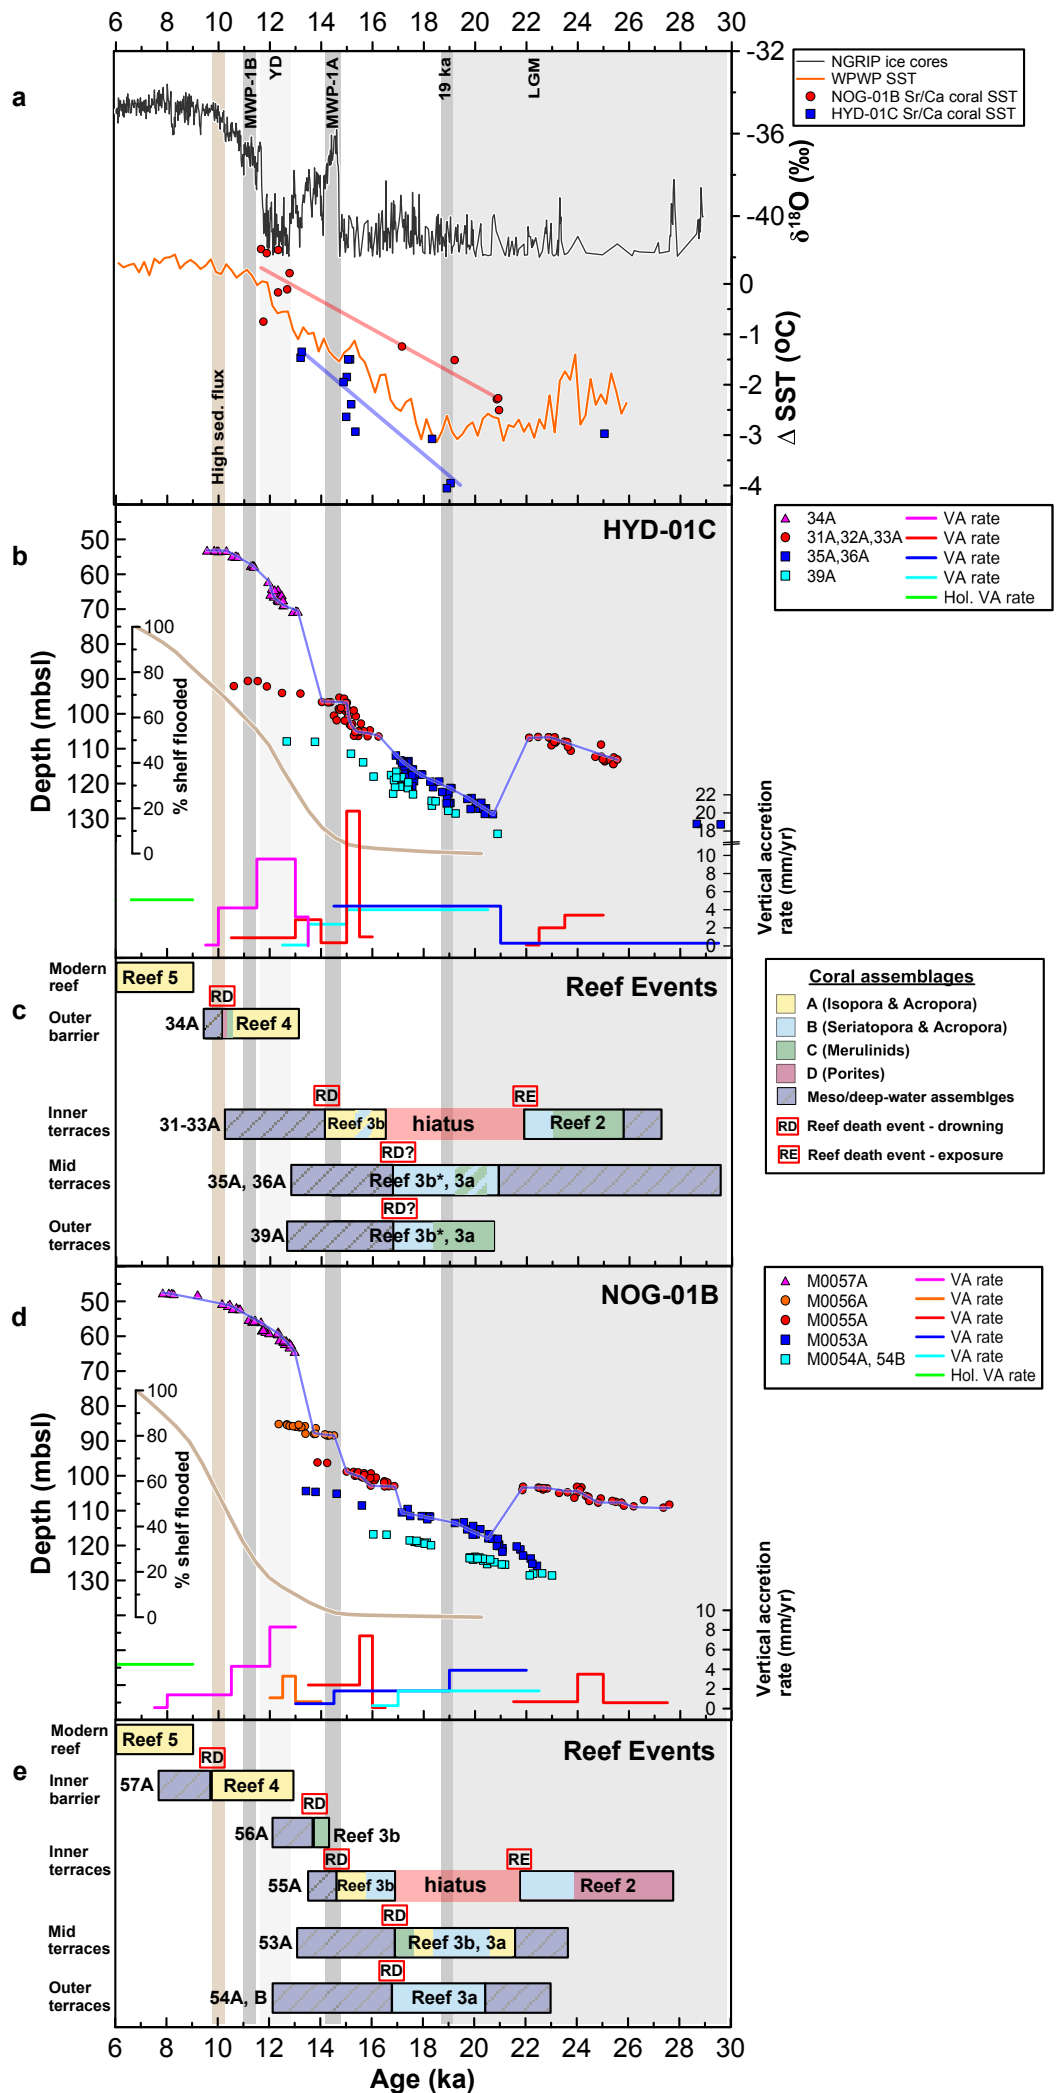 6 8 10 12 14 16 18 20 22 24 26 28 30
a
MWP-1B
YD
MWP-1A
19 ka
LGM
High sed. flux
-32
-36
-40
δ18O (‰)
0
-1
-2
-3
-4
Δ SST (OC)
NGRIP ice cores
WPWP SST
NOG-01B Sr/Ca coral SST
HYD-01C Sr/Ca coral SST
6 8 10 12 14 16 18 20 22 24 26 28 30
b
HYD-01C
50
60
70
80
90
100
110
120
130
Depth (mbsl)
100
80
60
40
20
0
% shelf flooded
22
20
18
10
8
6
4
2
0
Vertical accretion
rate (mm/yr)
34A VA rate
31A,32A,33A VA rate
35A,36A VA rate
39A VA rate
Hol. VA rate
c
Reef Events
Modern
reef
Reef 5
RD
Outer
barrier
34A
Reef 4
RD
RE
Inner
terraces
31-33A
Reef 3b
hiatus
Reef 2
RD?
Mid
terraces
35A, 36A
Reef 3b*, 3a
RD?
Outer
terraces
39A
Reef 3b*, 3a
Coral assemblages
A (Isopora & Acropora)
B (Seriatopora & Acropora)
C (Merulinids)
D (Porites)
Meso/deep-water assemblges
RD Reef death event - drowning
RE Reef death event - exposure
d
NOG-01B
50
60
70
80
90
100
110
120
130
Depth (mbsl)
100
80
60
40
20
0
% shelf flooded
10
8
6
4
2
0
Vertical accretion
rate (mm/yr)
M0057A VA rate
M0056A VA rate
M0055A VA rate
M0053A VA rate
M0054A, 54B VA rate
Hol. VA rate
e
Reef Events
Modern
reef
Reef 5
RD
Inner
barrier
57A
Reef 4
RD
56A
Reef 3b
Inner
terraces
RD
RE
55A
Reef 3b
hiatus
Reef 2
RD
Mid
terraces
53A
Reef 3b, 3a
RD
Outer
terraces
54A, B
Reef 3a
6 8 10 12 14 16 18 20 22 24 26 28 30
Age (ka)